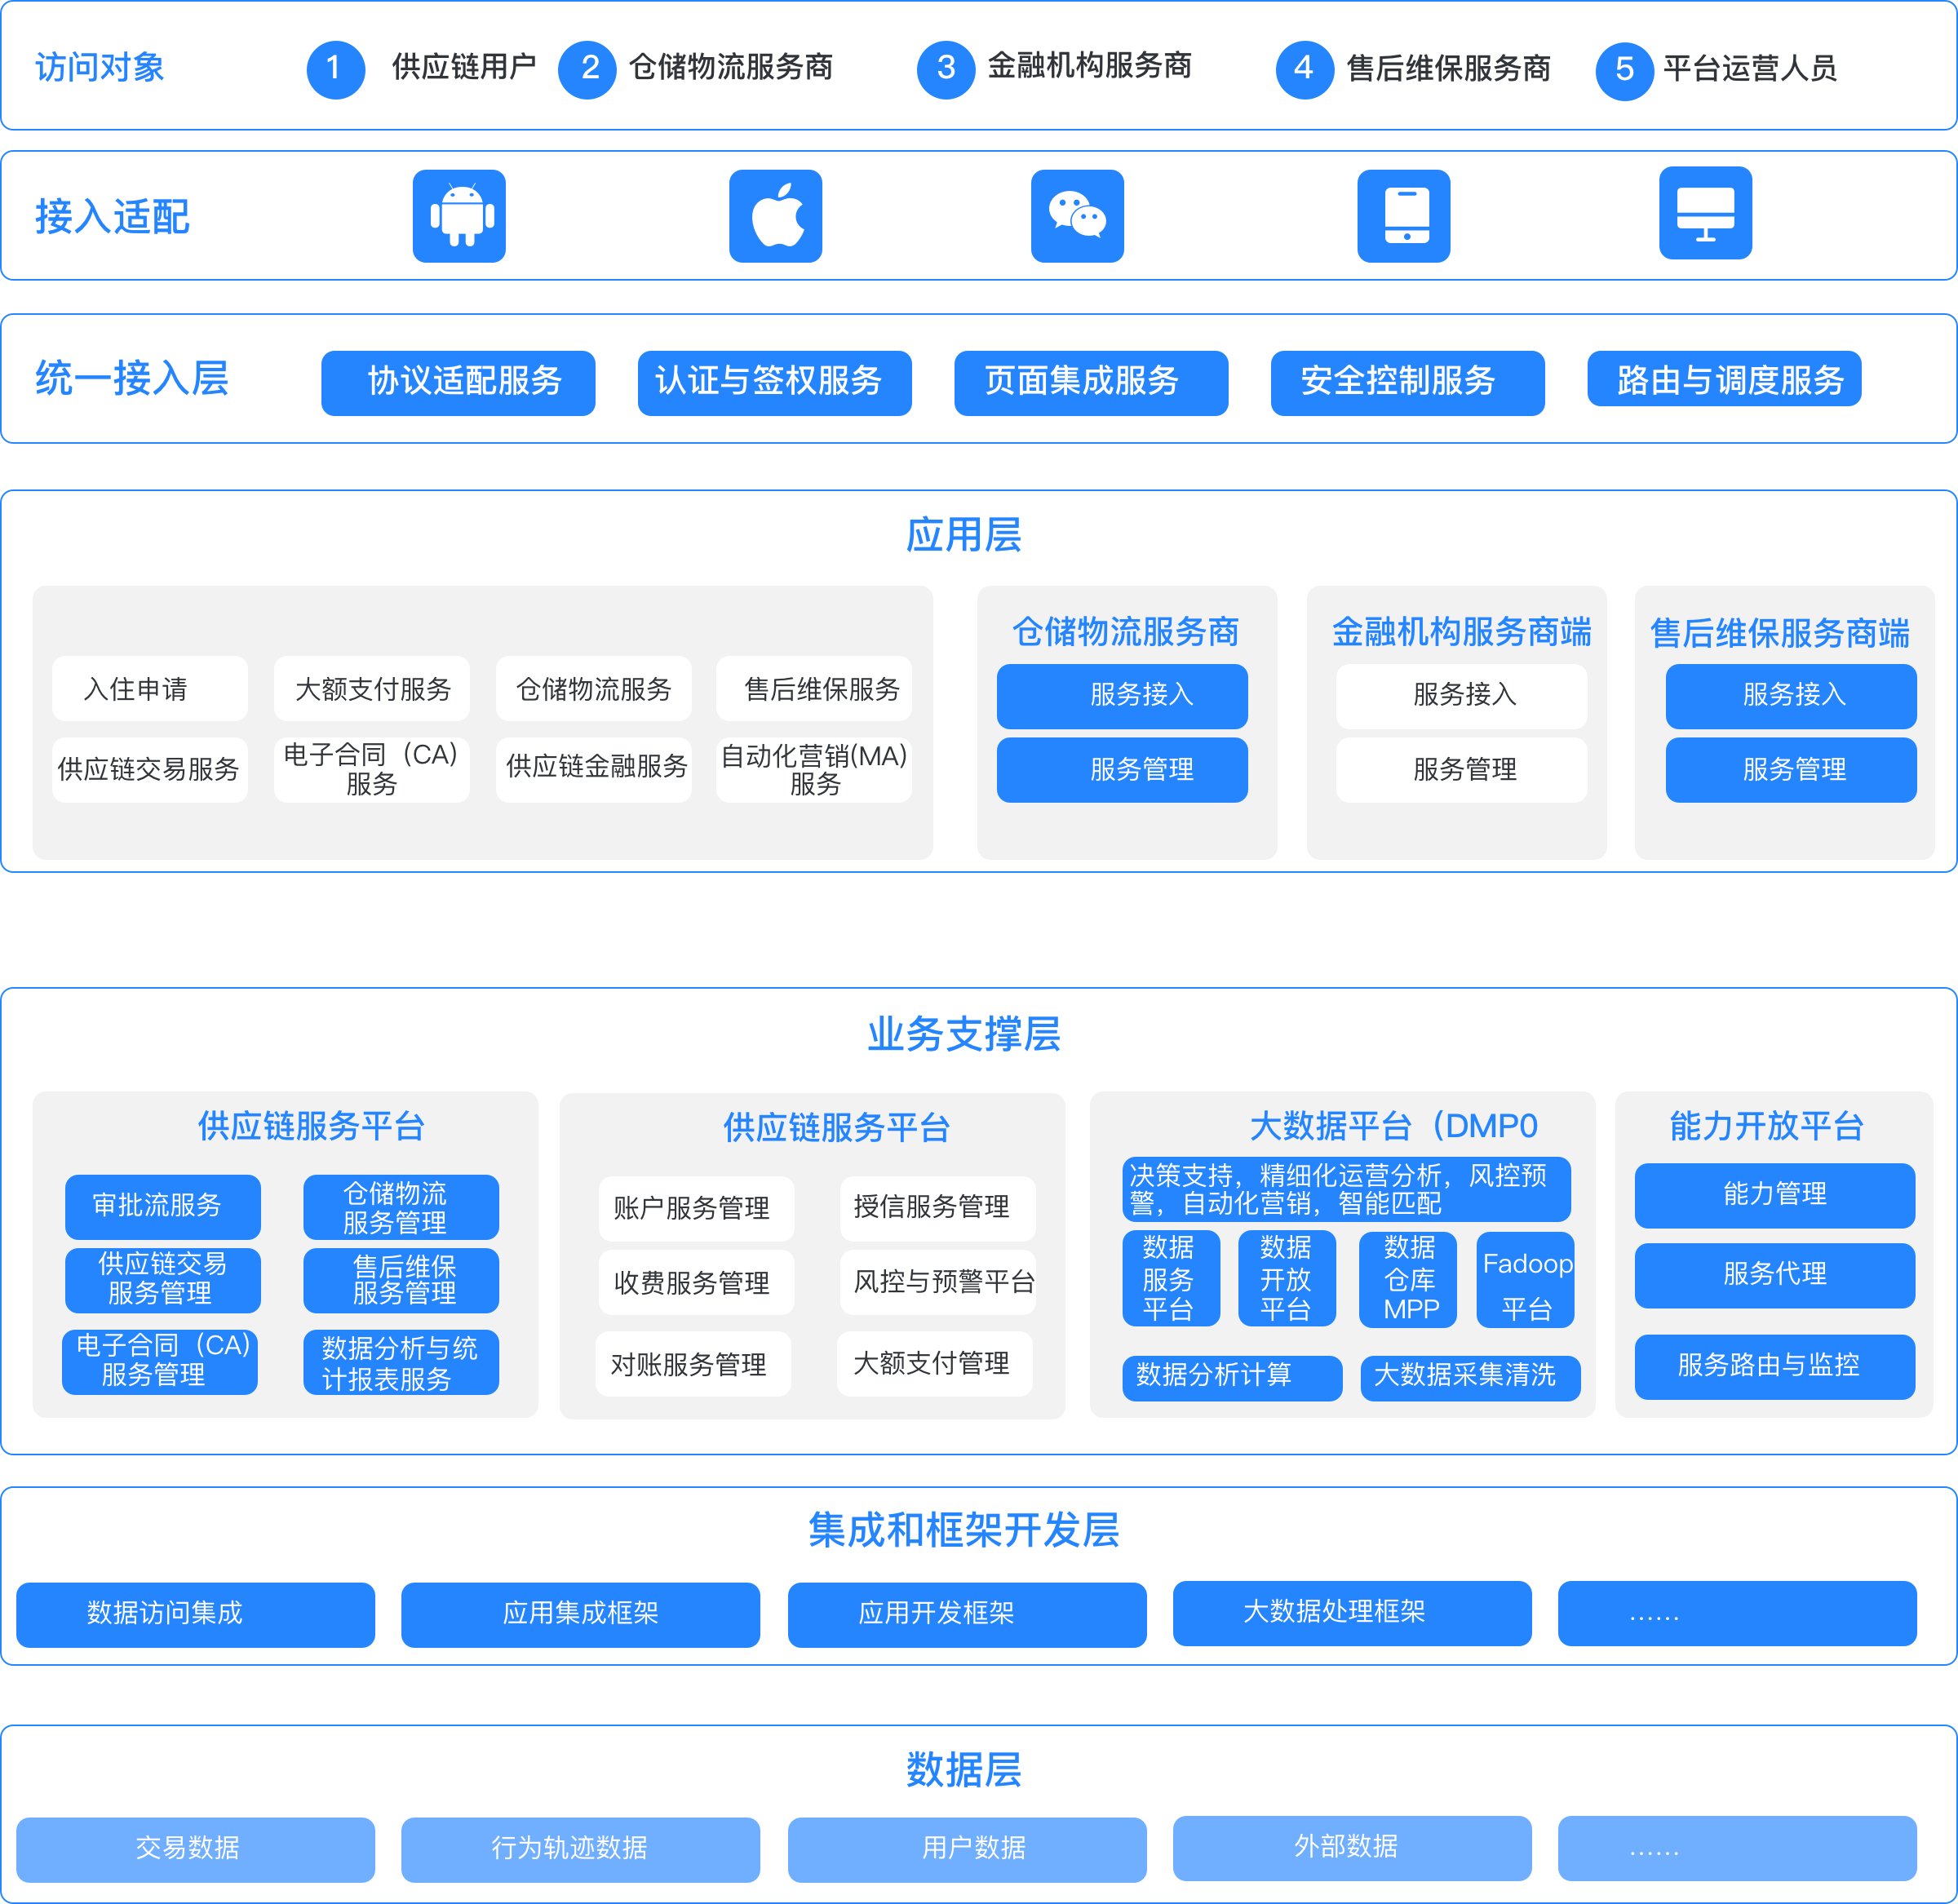 访问对象
1
供应链用户
2
仓储物流服务商
3
金融机构服务商
4
售后维保服务商
5
平台运营人员
接入适配
统一接入层
协议适配服务
认证与签权服务
页面集成服务
安全控制服务
路由与调度服务
应用层
入住申请
大额支付服务
仓储物流服务
售后维保服务
供应链交易服务
电子合同（CA)
服务
供应链金融服务
自动化营销(MA)
服务
仓储物流服务商
服务接入
服务管理
金融机构服务商端
服务接入
服务管理
售后维保服务商端
服务接入
服务管理
业务支撑层
供应链服务平台
审批流服务
仓储物流
服务管理
供应链交易
服务管理
售后维保
服务管理
电子合同（CA)
服务管理
数据分析与统
计报表服务
供应链服务平台
账户服务管理
授信服务管理
收费服务管理
风控与预警平台
对账服务管理
大额支付管理
大数据平台（DMP0
决策支持，精细化运营分析，风控预
警，自动化营销，智能匹配
数据
服务
平台
数据
开放
平台
数据
仓库
MPP
Fadoop
平台
数据分析计算
大数据采集清洗
能力开放平台
能力管理
服务代理
服务路由与监控
集成和框架开发层
数据访问集成
应用集成框架
应用开发框架
大数据处理框架
……
数据层
交易数据
行为轨迹数据
用户数据
外部数据
……